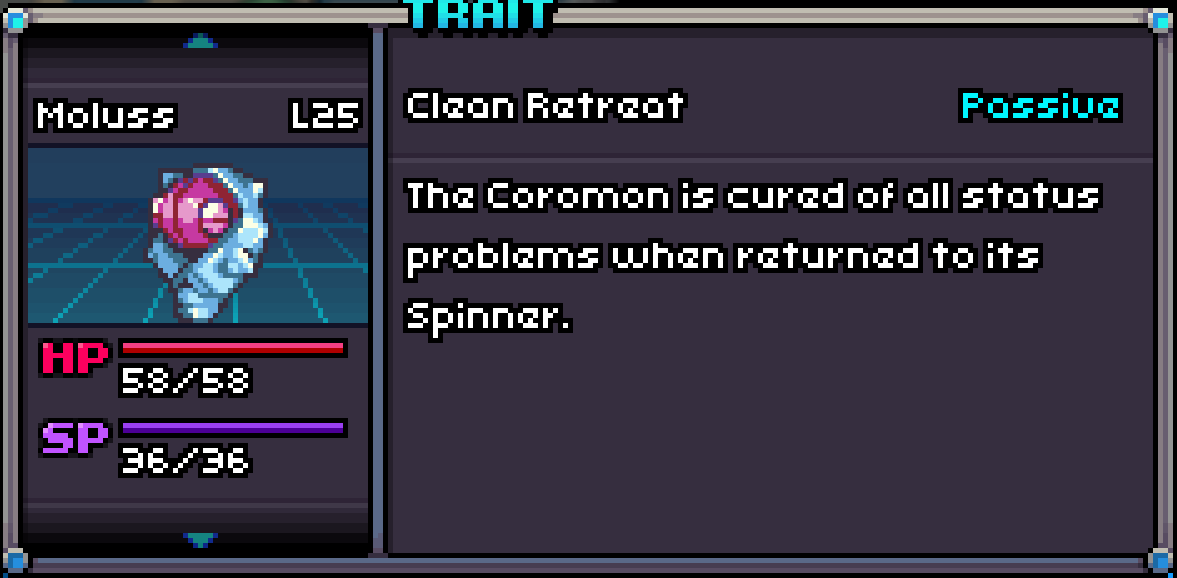 TRAIT
Moluss L25
Clean Retreat Passive
The Coromon is cured of all status
problems when returned to its
Spinner.
HP
58/58
SP
36/36